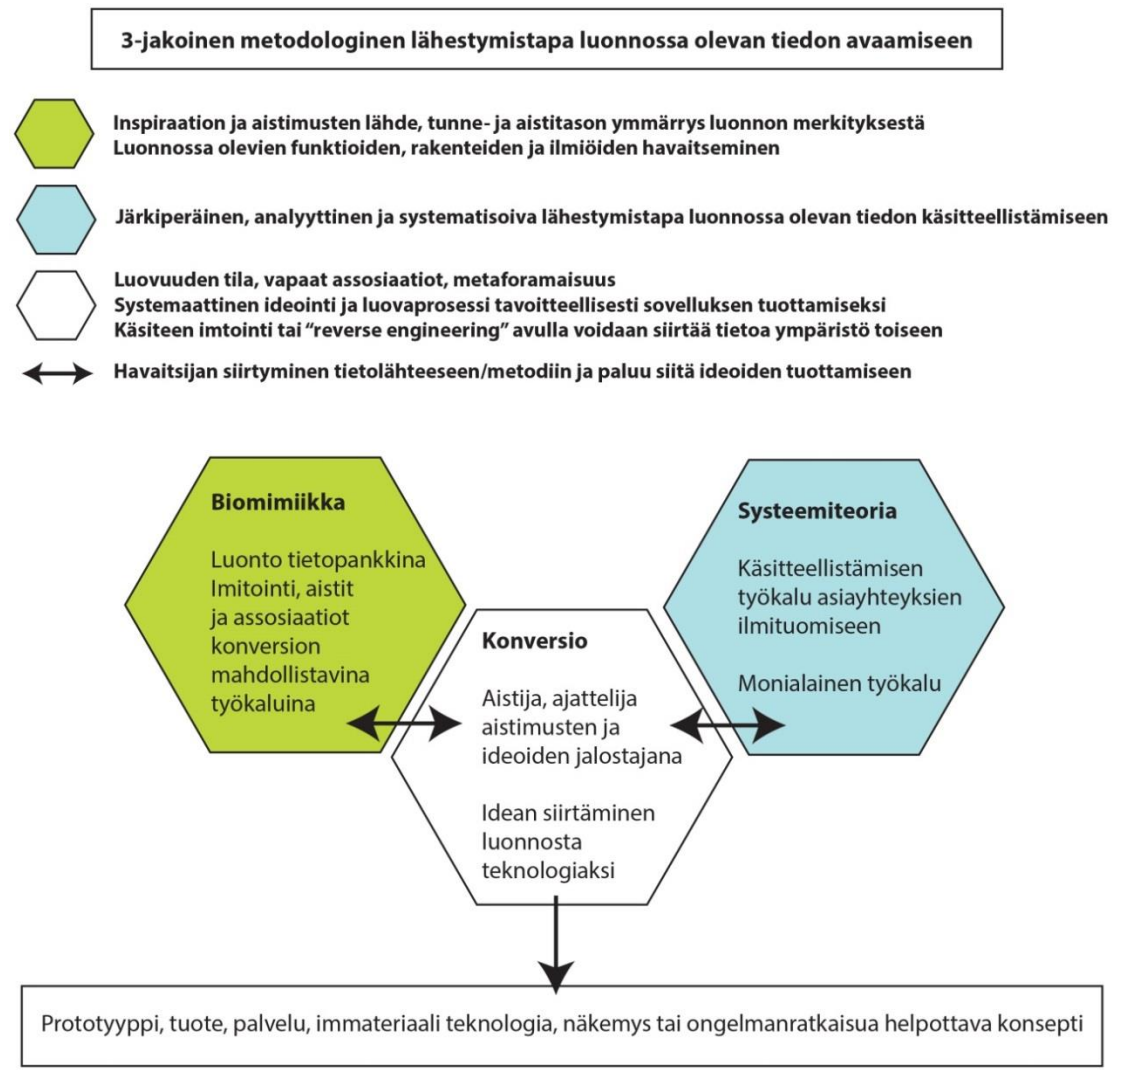 3-jakoinen metodologinen lähestymistapa luonnossa olevan tiedon avaamiseen
Inspiraation ja aistimusten lähde, tunne- ja aistitason ymmärrys luonnon merkityksestä
Luonnossa olevien funktioiden, rakenteiden ja ilmiöiden havaitseminen
Järkiperäinen, analyyttinen ja systematisoiva lähestymistapa luonnossa olevan tiedon käsitteellistämiseen
Luovuuden tila, vapaat assosiaatiot, metaforamaisuus
Systemaattinen ideointi ja luovaprosessi tavoitteellisesti sovelluksen tuottamiseksi
Käsiteen imtointi tai “reverse engineering” avulla voidaan siirtää tietoa ympäristö toiseen
Havaitsijan siirtyminen tietolähteeseen/metodiin ja paluu siitä ideoiden tuottamiseen
Biomimiikka
Luonto tietopankkina
Imitointi, aistit
ja assosiaatiot
konversion
mahdollistavina
työkaluina
Konversio
Aistija, ajattelija
aistimusten ja
ideoiden jalostajana
Idean siirtäminen
luonnosta
teknologiaksi
Systeemiteoria
Käsitteellistämisen
työkalu asiayhteyksien
ilmituomiseen
Monialainen työkalu
Prototyyppi, tuote, palvelu, immateriaali teknologia, näkemys tai ongelmanratkaisua helpottava konsepti